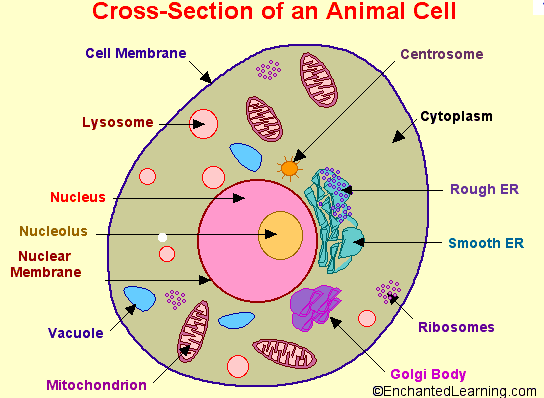 Cross-Section of an Animal Cell
Cell Membrane
Centrosome
Lysosome
Cytoplasm
Nucleus
Rough ER
Nucleolus
Smooth ER
Nuclear
Membrane
Vacuole
Ribosomes
Golgi Body
Mitochondrion
©EnchantedLearning.com